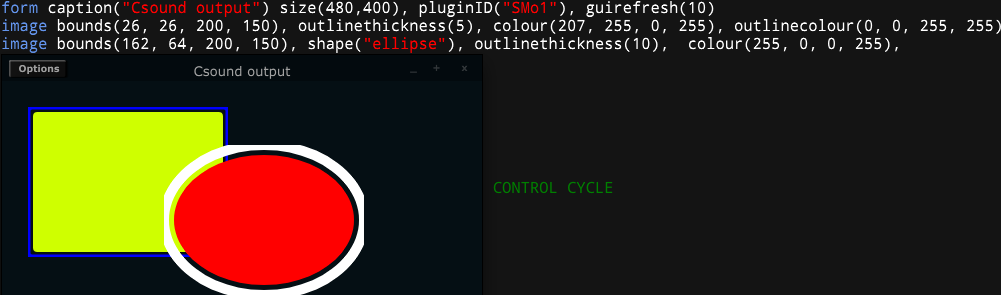 form caption("Csound output") size(480,400), pluginID("SMo1"), guirefresh(10)
image bounds(26, 26, 200, 150), outlinethickness(5), colour(207, 255, 0, 255), outlinecolour(0, 0, 255, 255)
image bounds(162, 64, 200, 150), shape("ellipse"), outlinethickness(10),  colour(255, 0, 0, 255),
Options
Csound output
_ + x
CONTROL CYCLE